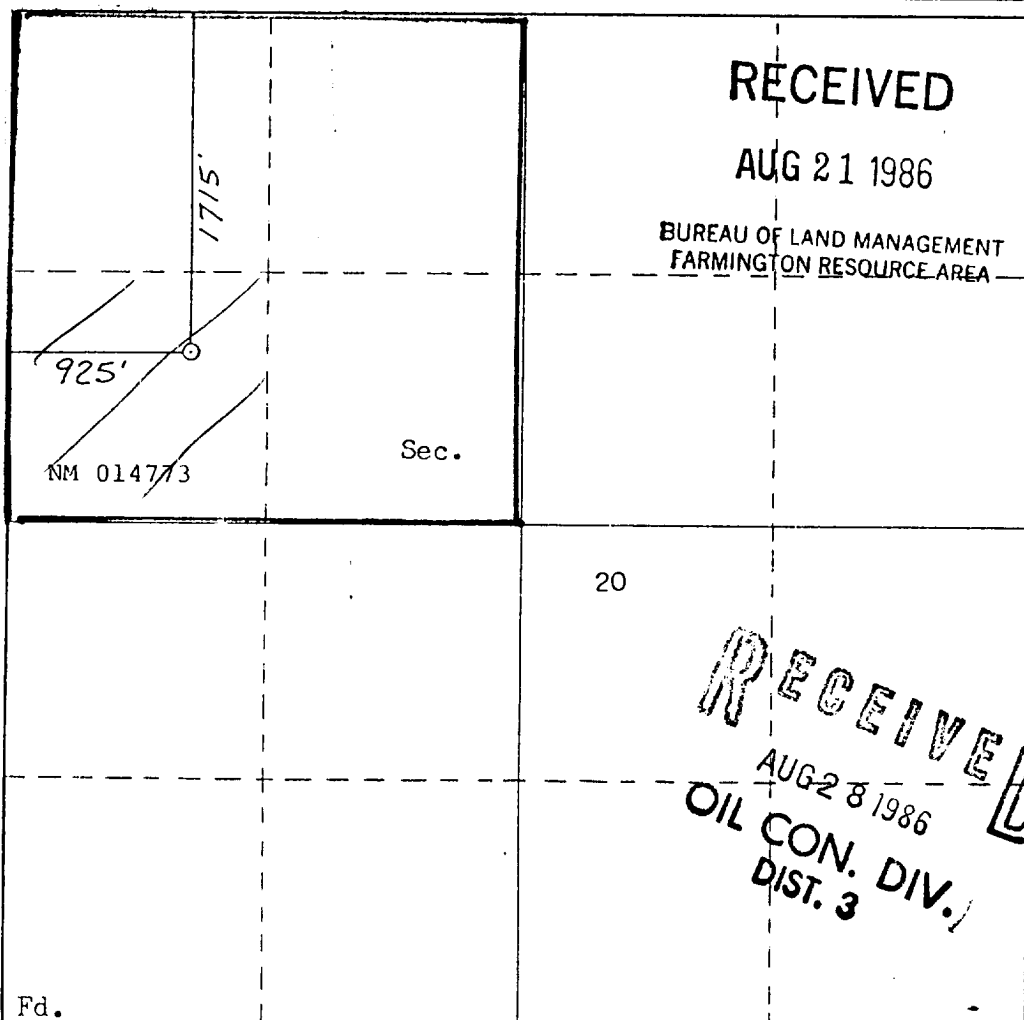 RECEIVED
AUG 21 1986
BUREAU OF LAND MANAGEMENT
FARMINGTON RESOURCE AREA
1715'
925'
NM 014773
Sec.
20
RECEIVED
AUG 28 1986
OIL CON. DIV.
DIST. 3
Fd.